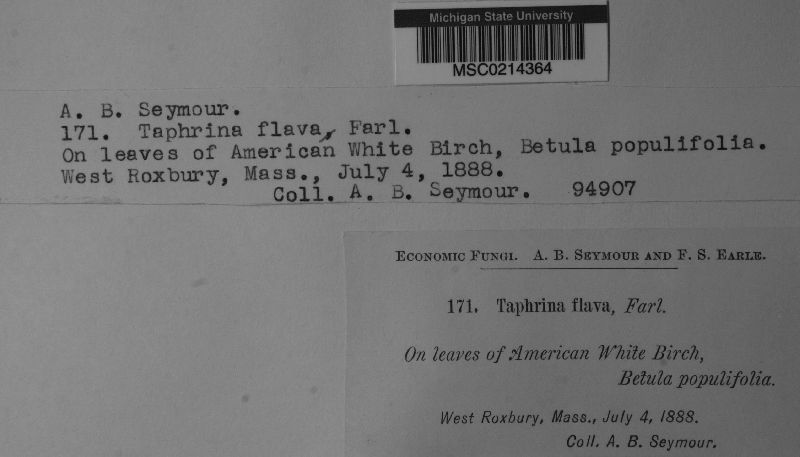 Michigan State University
MSC0214364
A. B. Seymour.
171. Taphrina flava, Farl.
On leaves of American White Birch, Betula populifolia.
West Roxbury, Mass., July 4, 1888.
Coll. A. B. Seymour. 94907
Economic Fungi. A. B. Seymour and F. S. Earle.
171. Taphrina flava, Farl.
On leaves of American White Birch,
Betula populifolia.
West Roxbury, Mass., July 4, 1888.
Coll. A. B. Seymour.